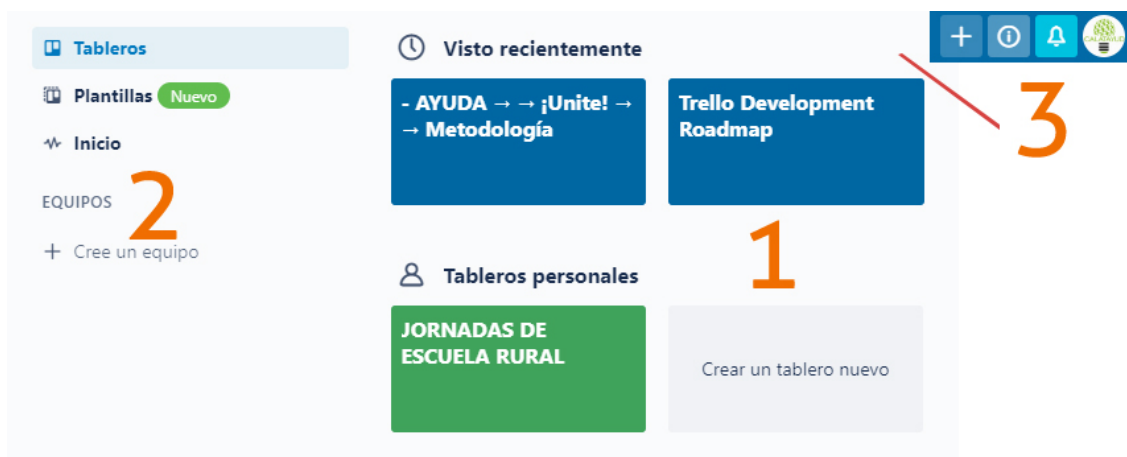 Tableros
Plantillas Nuevo
Inicio
2
EQUIPOS
+ Cree un equipo
Visto recientemente
- AYUDA → → ¡Unite! →
→ Metodología
Trello Development
Roadmap
1
Tableros personales
JORNADAS DE
ESCUELA RURAL
Crear un tablero nuevo
3